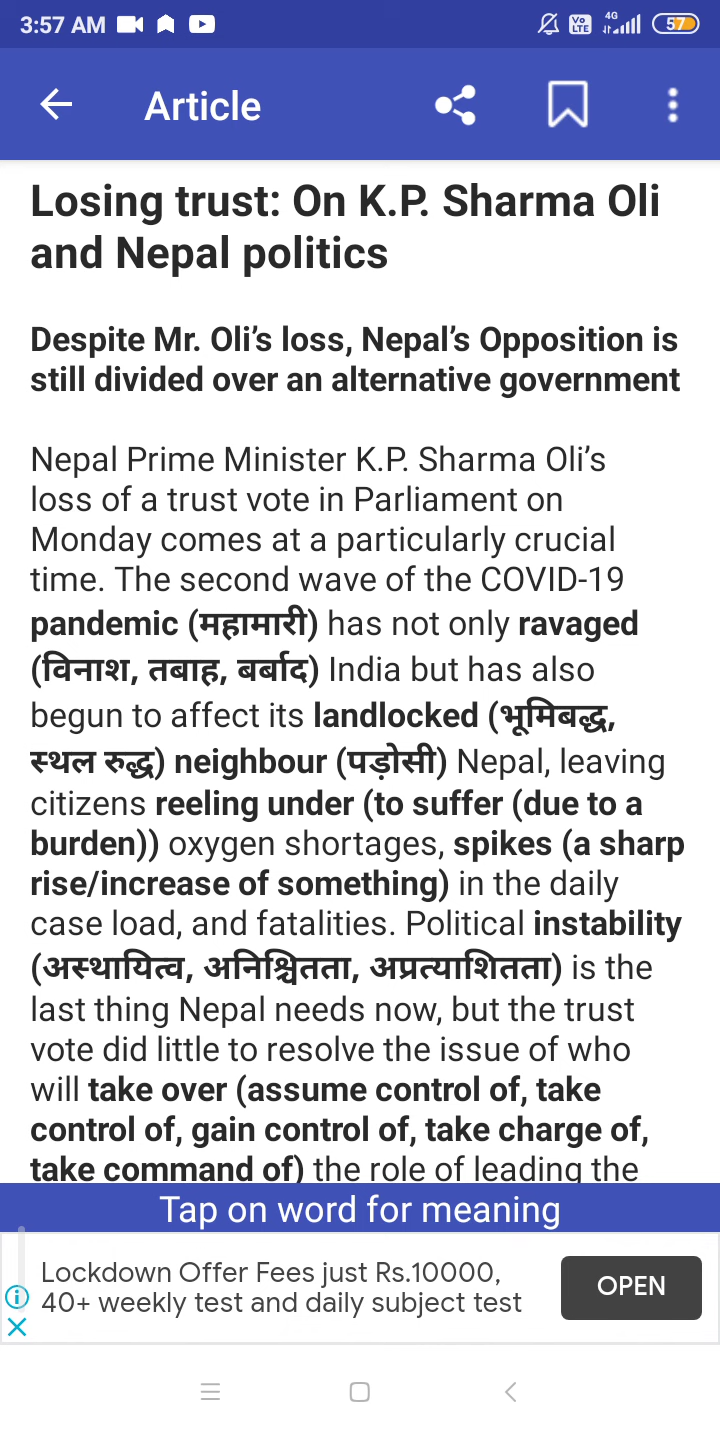 3:57 AM
Vo LTE
4G
57
Article
Losing trust: On K.P. Sharma Oli
and Nepal politics
Despite Mr. Oli’s loss, Nepal’s Opposition is
still divided over an alternative government
Nepal Prime Minister K.P. Sharma Oli’s
loss of a trust vote in Parliament on
Monday comes at a particularly crucial
time. The second wave of the COVID-19
pandemic (महामारी) has not only ravaged
(विनाश, तबाह, बर्बाद) India but has also
begun to affect its landlocked (भूमिबद्ध,
स्थल रुद्ध) neighbour (पड़ोसी) Nepal, leaving
citizens reeling under (to suffer (due to a
burden)) oxygen shortages, spikes (a sharp
rise/increase of something) in the daily
case load, and fatalities. Political instability
(अस्थायित्व, अनिश्चितता, अप्रत्याशितता) is the
last thing Nepal needs now, but the trust
vote did little to resolve the issue of who
will take over (assume control of, take
control of, gain control of, take charge of,
take command of) the role of leading the
Tap on word for meaning
Lockdown Offer Fees just Rs.10000,
40+ weekly test and daily subject test
OPEN